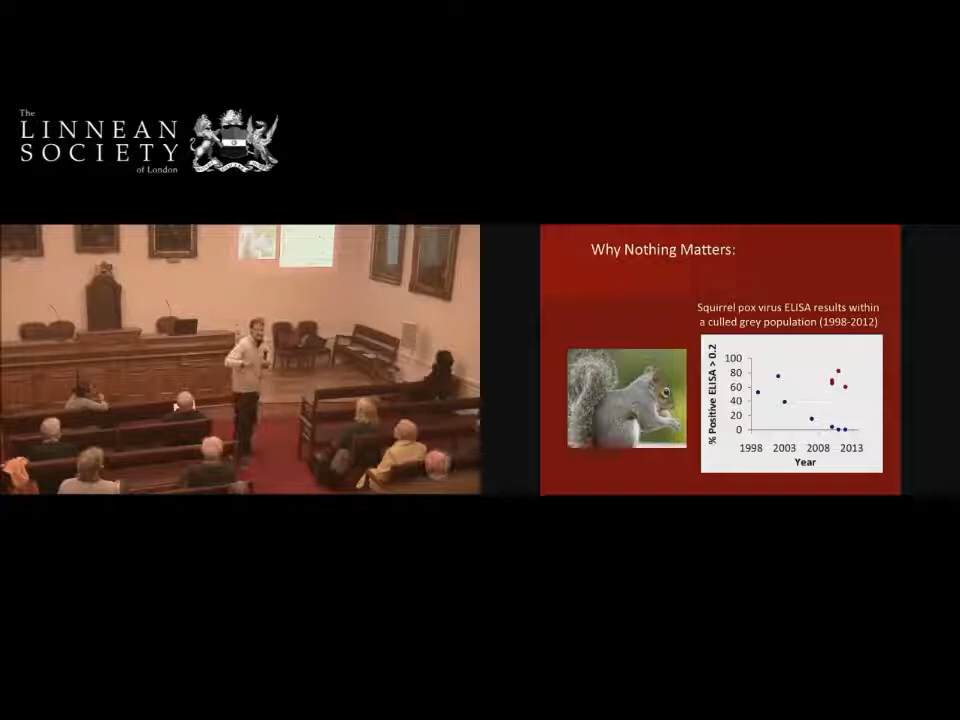 The
LINNEAN
SOCIETY
of London
Why Nothing Matters:
Squirrel pox virus ELISA results within
a culled grey population (1998-2012)
% Positive ELISA > 0.2
100
80
60
40
20
0
1998 2003 2008 2013
Year